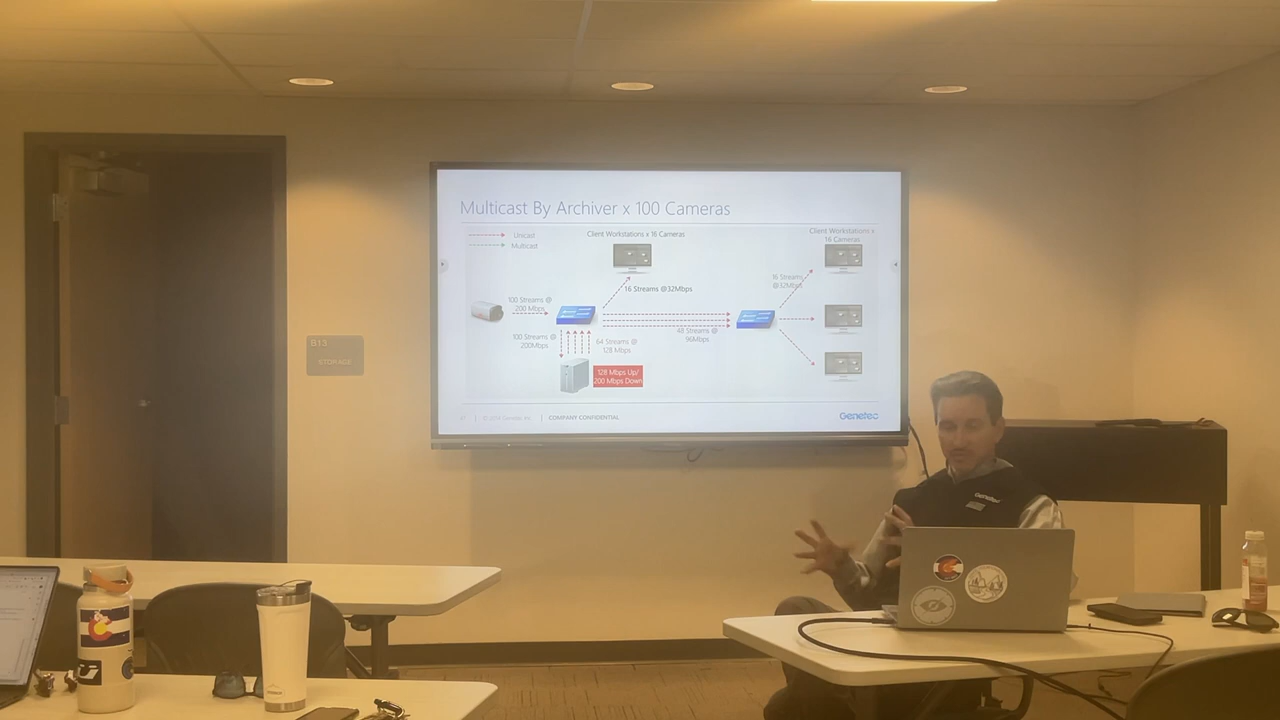 Multicast By Archiver x 100 Cameras
Unicast
Multicast
Client Workstations x 16 Cameras
Client Workstations x
16 Cameras
16 Streams
@32Mbps
16 Streams @32Mbps
100 Streams @
200 Mbps
100 Streams @
200Mbps
64 Streams @
128 Mbps
48 Streams @
96Mbps
128 Mbps Up/
200 Mbps Down
COMPANY CONFIDENTIAL
Genetec
B13
STORAGE
Genetec